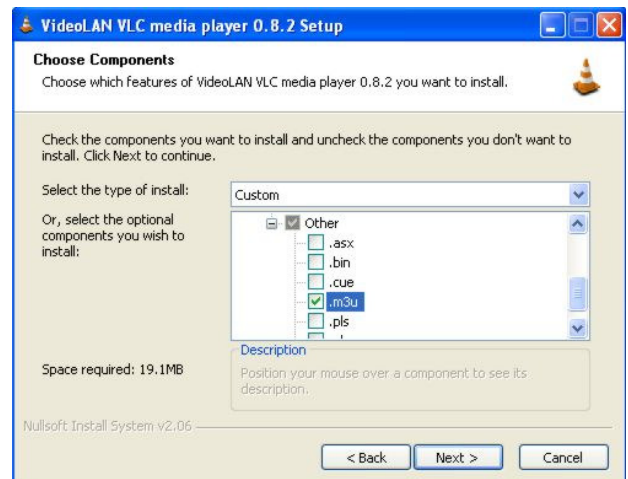 VideoLAN VLC media player 0.8.2 Setup
Choose Components
Choose which features of VideoLAN VLC media player 0.8.2 you want to install.
Check the components you want to install and uncheck the components you don't want to
install. Click Next to continue.
Select the type of install:
Custom
Or, select the optional
components you wish to
install:
Other
.asx
.bin
.cue
.m3u
.pls
Space required: 19.1MB
Description
Position your mouse over a component to see its
description.
Nullsoft Install System v2.06
< Back
Next >
Cancel